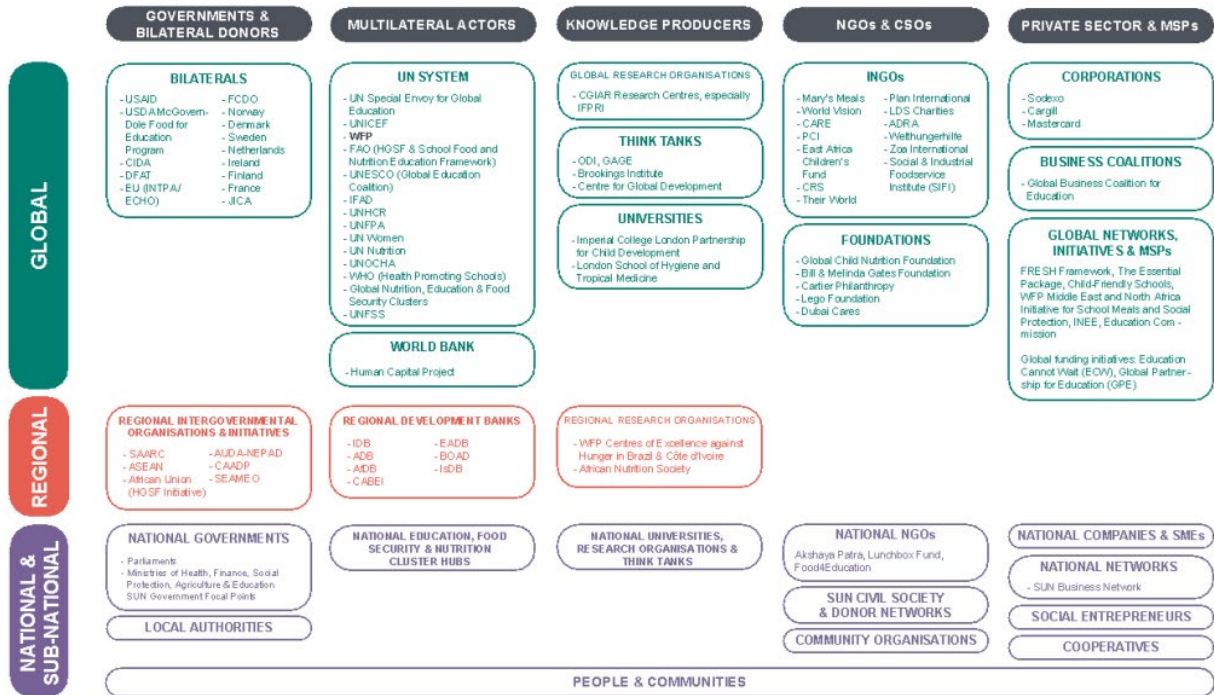 GOVERNMENTS &
BILATERAL DONORS
MULTILATERAL ACTORS
KNOWLEDGE PRODUCERS
NGOs & CSOs
PRIVATE SECTOR & MSPs
GLOBAL
BILATERALS
- USAID
- USDAMcGovern-
Dole Food for
Education
Program
- CIDA
- DFAT
- EU (INTPA/
ECHO)
- FCDO
- Norway
- Denmark
- Sweden
- Netherlands
- Ireland
- Finland
- France
- JICA
UN SYSTEM
- UN Special Envoy for Global
Education
- UNICEF
- WFP
- FAO (HGSF & School Food and
Nutrition Education Framework)
- UNESCO (Global Education
Coalition)
- IFAD
- UNHCR
- UNFPA
- UN Women
- UN Nutrition
- UNOCHA
- WHO (Health Promoting Schools)
- Global Nutrition, Education & Food
Security Clusters
- UNFSS
WORLD BANK
- Human Capital Project
GLOBAL RESEARCH ORGANISATIONS
- CGIAR Research Centres, especially
IFPRI
THINK TANKS
- ODI, GAGE
- Brookings Institute
- Centre for Global Development
UNIVERSITIES
- Imperial College London Partnership
for Child Development
- London School of Hygiene and
Tropical Medicine
INGOs
- Mary's Meals
- World Vision
- CARE
- PCI
- East Africa
Children's
Fund
- CRS
- Their World
- Plan International
- LDS Charities
- ADRA
- Welthungerhilfe
- Zoa International
- Social & Industrial
Foodservice
Institute (SIFI)
FOUNDATIONS
- Global Child Nutrition Foundation
- Bill & Melinda Gates Foundation
- Cartier Philanthropy
- Lego Foundation
- Dubai Cares
CORPORATIONS
- Sodexo
- Cargill
- Mastercard
BUSINESS COALITIONS
- Global Business Coalition for
Education
GLOBAL NETWORKS,
INITIATIVES & MSPs
FRESH Framework, The Essential
Package, Child-Friendly Schools,
WFP Middle East and North Africa
Initiative for School Meals and Social
Protection, INEE, Education Com -
mission
Global funding initiatives: Education
Cannot Wait (ECW), Global Partner-
ship for Education (GPE)
REGIONAL
REGIONAL INTERGOVERNMENTAL
ORGANISATIONS & INITIATIVES
- SAARC
- ASEAN
- African Union
(HGSF Initiative)
- AUDA-NEPAD
- CAADP
- SEAMEO
REGIONAL DEVELOPMENT BANKS
- IDB
- ADB
- AfDB
- CABEI
- EADB
- BOAD
- IsDB
REGIONAL RESEARCH ORGANISATIONS
- WFP Centres of Excellence against
Hunger in Brazil & Côte d'Ivoire
- African Nutrition Society
NATIONAL &
SUB-NATIONAL
NATIONAL GOVERNMENTS
- Parliaments
- Ministries of Health, Finance, Social
Protection, Agriculture & Education
SUN Government Focal Points
LOCAL AUTHORITIES
NATIONAL EDUCATION, FOOD
SECURITY & NUTRITION
CLUSTER HUBS
NATIONAL UNIVERSITIES,
RESEARCH ORGANISATIONS &
THINK TANKS
NATIONAL NGOs
Akshaya Patra, Lunchbox Fund,
Food4Education
SUN CIVIL SOCIETY
& DONOR NETWORKS
COMMUNITY ORGANISATIONS
NATIONAL COMPANIES & SMEs
NATIONAL NETWORKS
- SUN Business Network
SOCIAL ENTREPRENEURS
COOPERATIVES
PEOPLE & COMMUNITIES